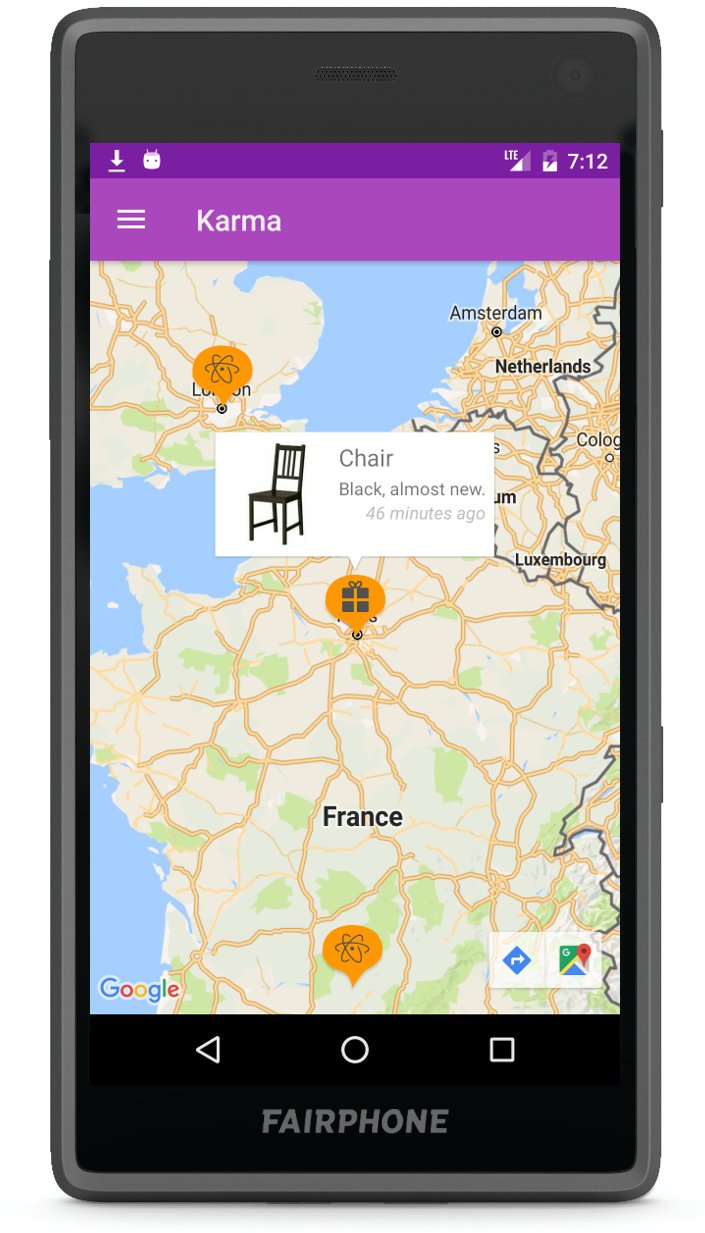 LTE 7:12
Karma
Amsterdam
Netherlands
London
Colog
Chair
Black, almost new.
46 minutes ago
s
um
Luxembourg
France
Google
G
FAIRPHONE